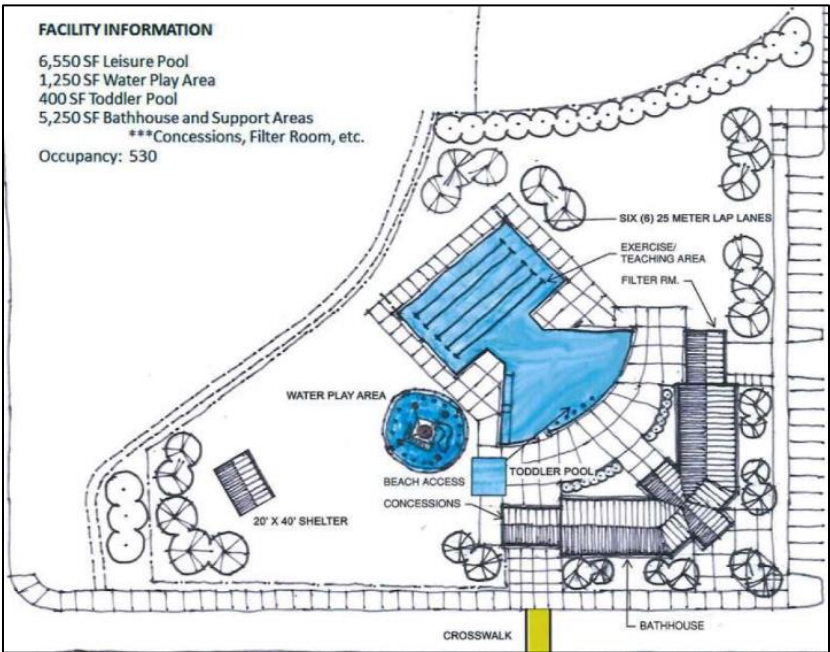 FACILITY INFORMATION
6,550 SF Leisure Pool
1,250 SF Water Play Area
400 SF Toddler Pool
5,250 SF Bathhouse and Support Areas
***Concessions, Filter Room, etc.
Occupancy: 530
SIX (6) 25 METER LAP LANES
EXERCISE/
TEACHING AREA
FILTER RM.
WATER PLAY AREA
TODDLER POOL
BEACH ACCESS
CONCESSIONS
20' X 40' SHELTER
BATHHOUSE
CROSSWALK